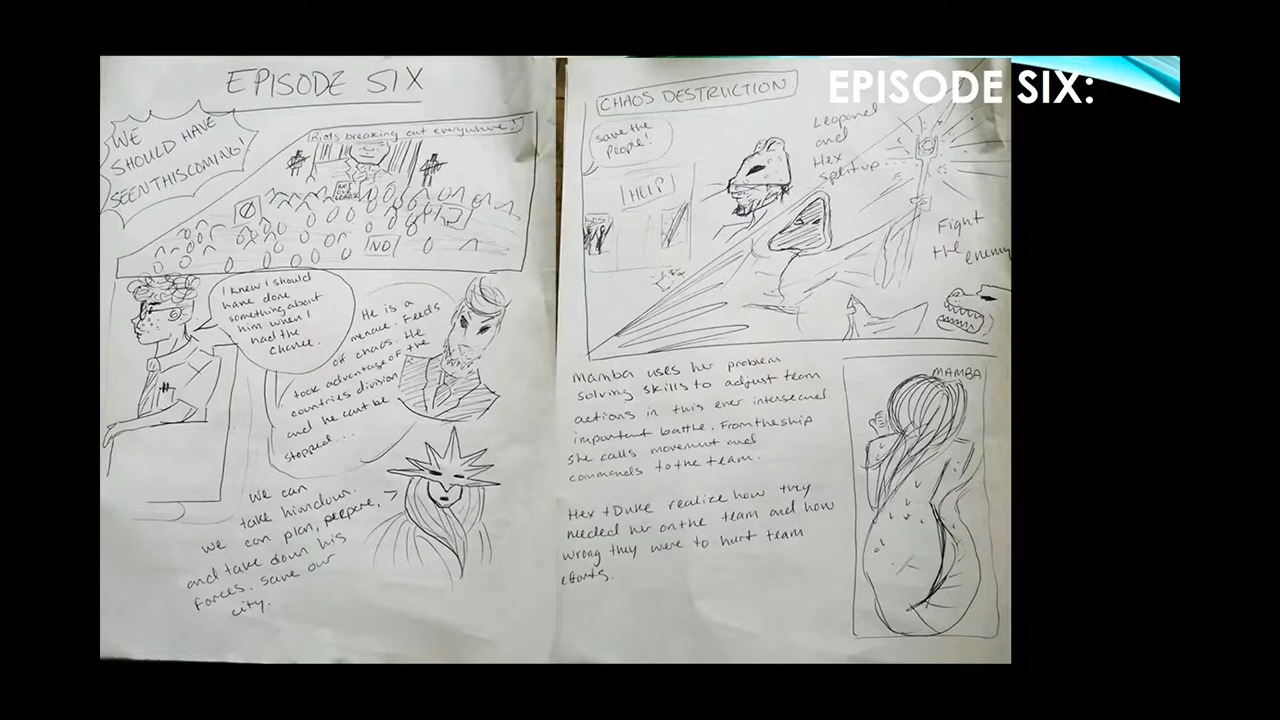 EPISODE SIX:
EPISODE SIX
WE
SHOULD HAVE
SEEN THIS COMING!
Riots breaking out everywhere!
NO
I knew I should
have done
something about
him when I
had the
chance.
He is a
menace. Feeds
off chaos. He
took advantage of the
countries division
and he cant be
stopped...
we can
take him down.
we can plan, prepare,
and take down his
forces. save our
city.
CHAOS DESTRUCTION
save the
People!
HELP
Leopard
and
Hex
split up
Fight
the enemy
Mamba uses her problem
solving skills to adjust team
actions in this ever intense and
important battle. From the ship
she calls movement and
commands to the team.
Hex + Duke realize how they
needed her on the team and how
wrong they were to hurt team
efforts.
MAMBA